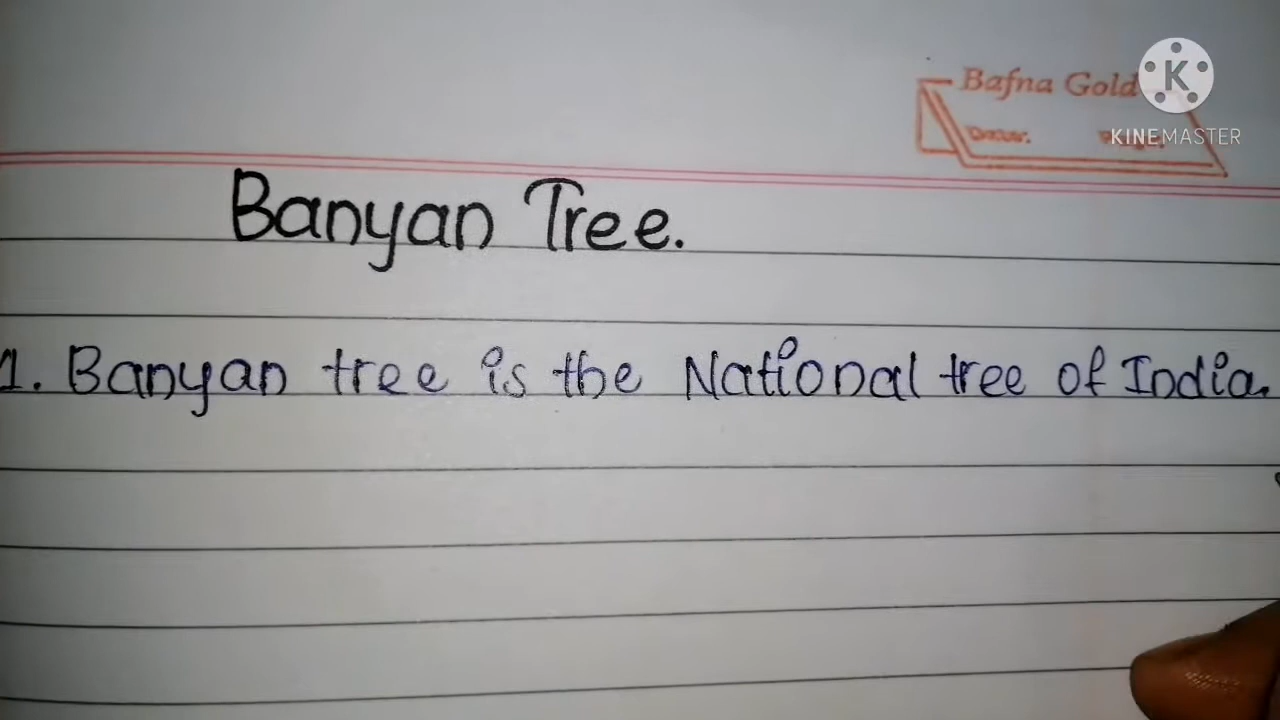 Bafna Gold
KINEMASTER
Banyan Tree.
1. Banyan tree is the National tree of India.